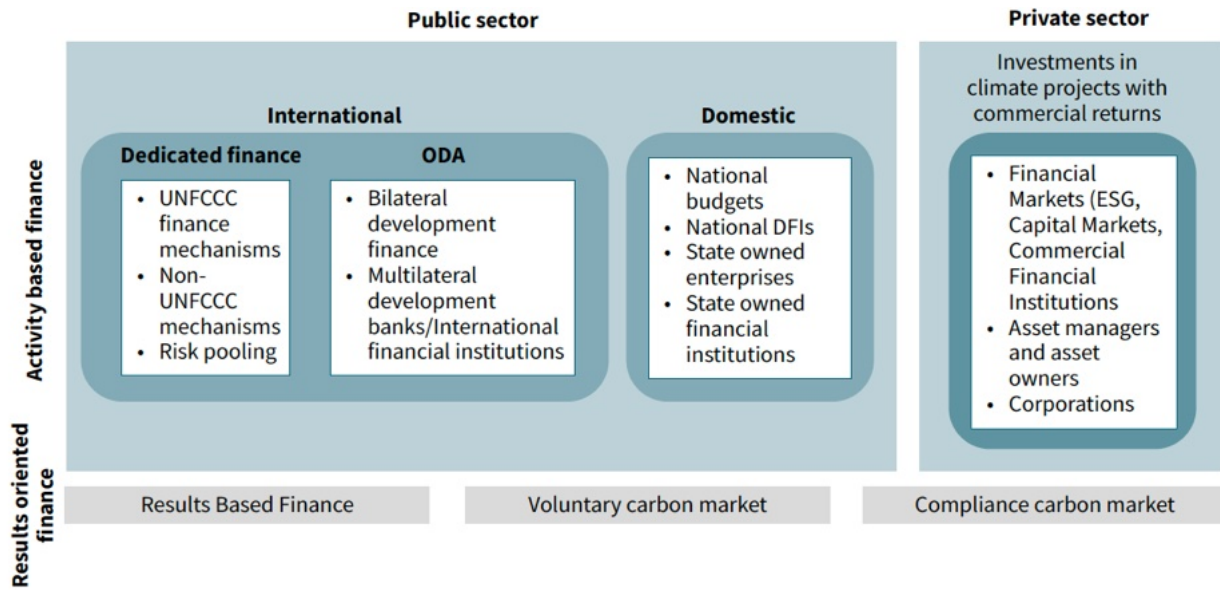 Public sector
Private sector
Investments in
climate projects with
commercial returns
International
Domestic
Dedicated finance
ODA
• UNFCCC
finance
mechanisms
• Non-
UNFCCC
mechanisms
• Risk pooling
• Bilateral
development
finance
• Multilateral
development
banks/International
financial institutions
• National
budgets
• National DFIs
• State owned
enterprises
• State owned
financial
institutions
• Financial
Markets (ESG,
Capital Markets,
Commercial
Financial
Institutions
• Asset managers
and asset
owners
• Corporations
Activity based finance
Results oriented
finance
Results Based Finance
Voluntary carbon market
Compliance carbon market